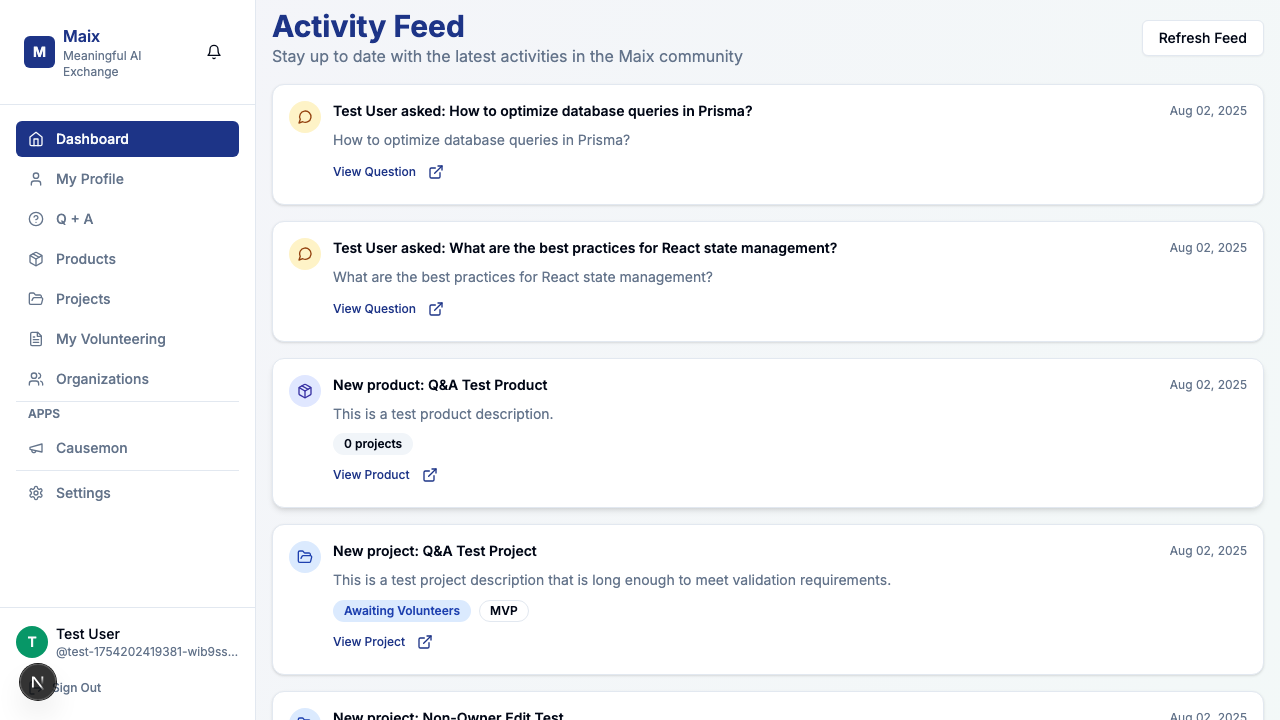 M
Maix
Meaningful AI
Exchange
Dashboard
My Profile
Q + A
Products
Projects
My Volunteering
Organizations
APPS
Causemon
Settings
T
Test User
@test-1754202419381-wib9ss...
N
Sign Out
Activity Feed
Stay up to date with the latest activities in the Maix community
Refresh Feed
Test User asked: How to optimize database queries in Prisma?
Aug 02, 2025
How to optimize database queries in Prisma?
View Question
Test User asked: What are the best practices for React state management?
Aug 02, 2025
What are the best practices for React state management?
View Question
New product: Q&A Test Product
Aug 02, 2025
This is a test product description.
0 projects
View Product
New project: Q&A Test Project
Aug 02, 2025
This is a test project description that is long enough to meet validation requirements.
Awaiting Volunteers
MVP
View Project
New project: Non-Owner Edit Test
Aug 02, 2025